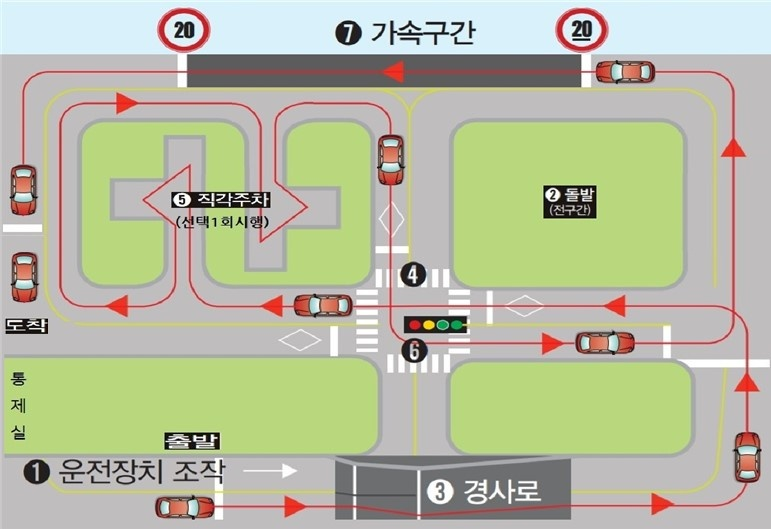 20
❼ 가속구간
20
❺ 직각주차
(선택1회시행)
❷ 돌발
(전구간)
❹
❻
도착
통
제
실
출발
❶ 운전장치 조작
❸ 경사로